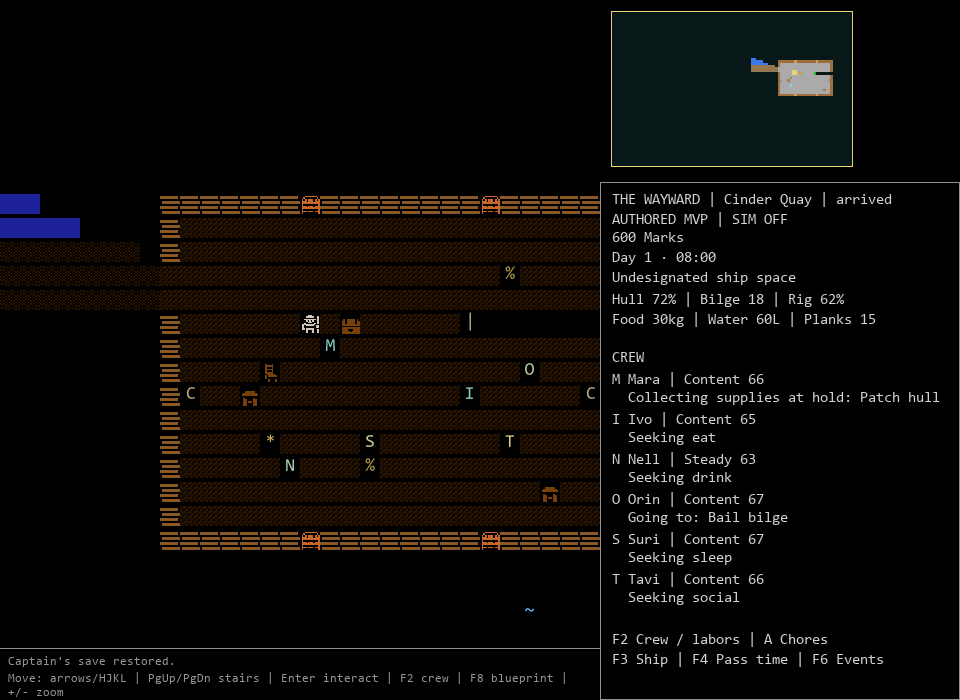 THE WAYWARD | Cinder Quay | arrived
AUTHORED MVP | SIM OFF
600 Marks
Day 1 · 08:00
Undesignated ship space
Hull 72% | Bilge 18 | Rig 62%
Food 30kg | Water 60L | Planks 15
CREW
M Mara | Content 66
Collecting supplies at hold: Patch hull
I Ivo | Content 65
Seeking eat
N Nell | Steady 63
Seeking drink
O Orin | Content 67
Going to: Bail bilge
S Suri | Content 67
Seeking sleep
T Tavi | Content 66
Seeking social
F2 Crew / labors | A Chores
F3 Ship | F4 Pass time | F6 Events
%
|
M
O
C I C
* S T
N %
~
Captain's save restored.
Move: arrows/HJKL | PgUp/PgDn stairs | Enter interact | F2 crew | F8 blueprint |
+/- zoom